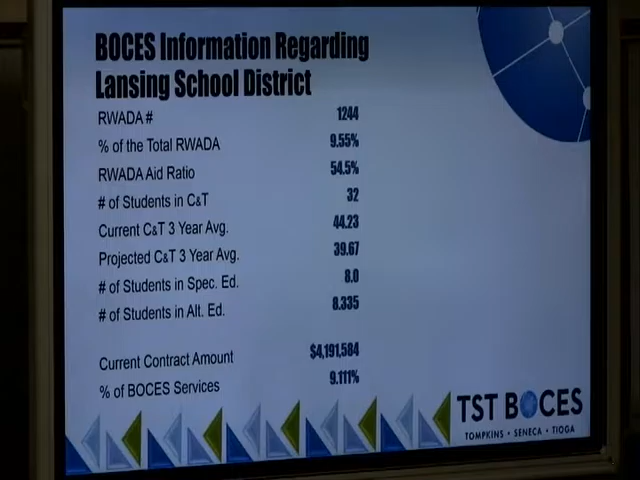 BOCES Information Regarding
Lansing School District
RWADA # 1244
% of the Total RWADA 9.55%
RWADA Aid Ratio 54.5%
# of Students in C&T 32
Current C&T 3 Year Avg. 44.23
Projected C&T 3 Year Avg. 39.67
# of Students in Spec. Ed. 8.0
# of Students in Alt. Ed. 8.335
Current Contract Amount $4,191,584
% of BOCES Services 9.111%
TST BOCES
TOMPKINS • SENECA • TIOGA